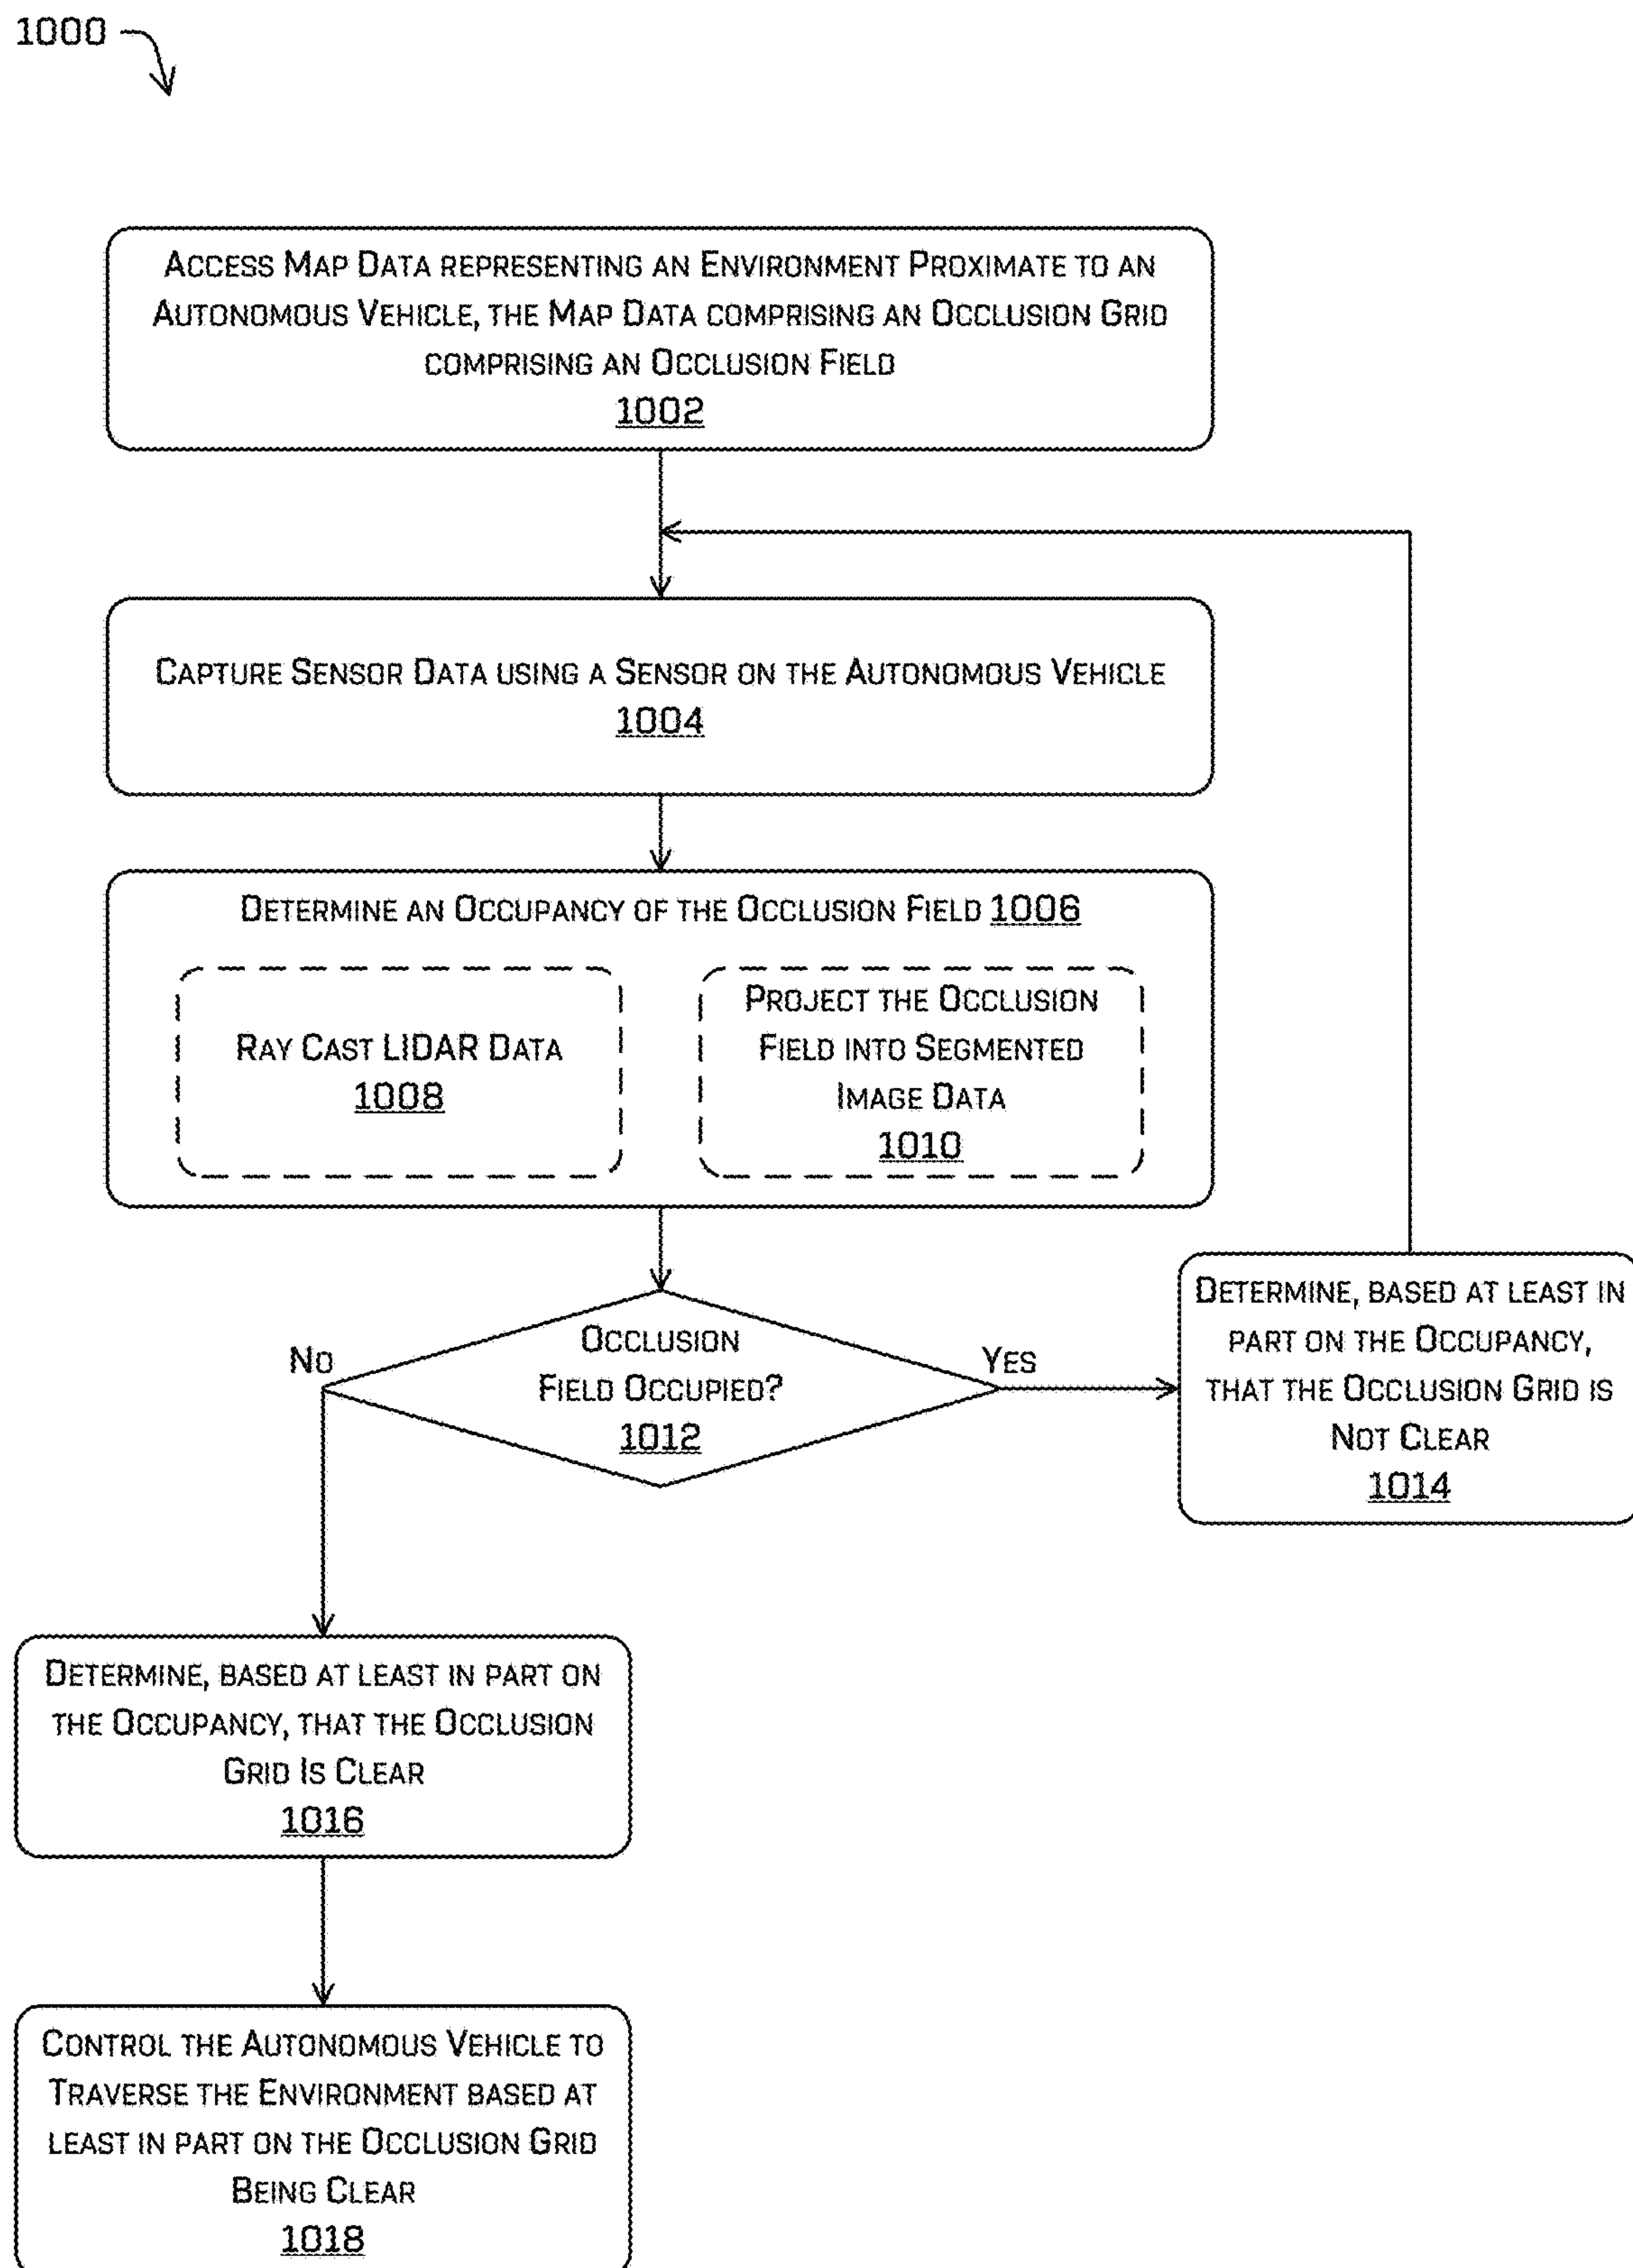 1000
ACCESS MAP DATA REPRESENTING AN ENVIRONMENT PROXIMATE TO AN
AUTONOMOUS VEHICLE, THE MAP DATA COMPRISING AN OCCLUSION GRID
COMPRISING AN OCCLUSION FIELD
1002
CAPTURE SENSOR DATA USING A SENSOR ON THE AUTONOMOUS VEHICLE
1004
DETERMINE AN OCCUPANCY OF THE OCCLUSION FIELD 1006
RAY CAST LIDAR DATA
1008
PROJECT THE OCCLUSION
FIELD INTO SEGMENTED
IMAGE DATA
1010
OCCLUSION
FIELD OCCUPIED?
1012
NO
YES
DETERMINE, BASED AT LEAST IN
PART ON THE OCCUPANCY,
THAT THE OCCLUSION GRID IS
NOT CLEAR
1014
DETERMINE, BASED AT LEAST IN PART ON
THE OCCUPANCY, THAT THE OCCLUSION
GRID IS CLEAR
1016
CONTROL THE AUTONOMOUS VEHICLE TO
TRAVERSE THE ENVIRONMENT BASED AT
LEAST IN PART ON THE OCCLUSION GRID
BEING CLEAR
1018